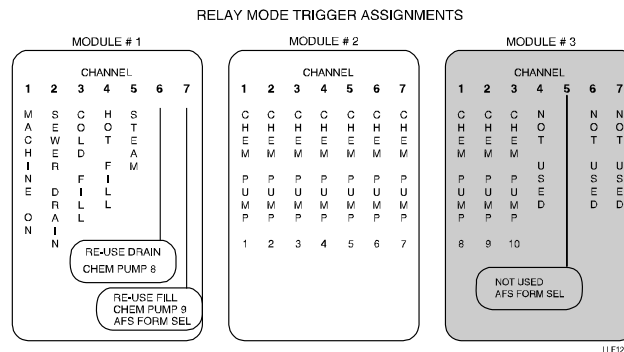 RELAY MODE TRIGGER ASSIGNMENTS
MODULE # 1
CHANNEL
1 2 3 4 5 6 7
MACHINE ON
SEWER DRAIN
COLD FILL
HOT FILL
STEAM
RE-USE DRAIN
CHEM PUMP 8
RE-USE FILL
CHEM PUMP 9
AFS FORM SEL
MODULE # 2
CHANNEL
1 2 3 4 5 6 7
CHEM PUMP 1
CHEM PUMP 2
CHEM PUMP 3
CHEM PUMP 4
CHEM PUMP 5
CHEM PUMP 6
CHEM PUMP 7
MODULE # 3
CHANNEL
1 2 3 4 5 6 7
CHEM PUMP 8
CHEM PUMP 9
CHEM PUMP 10
NOT USED
NOT USED
AFS FORM SEL
NOT USED
NOT USED